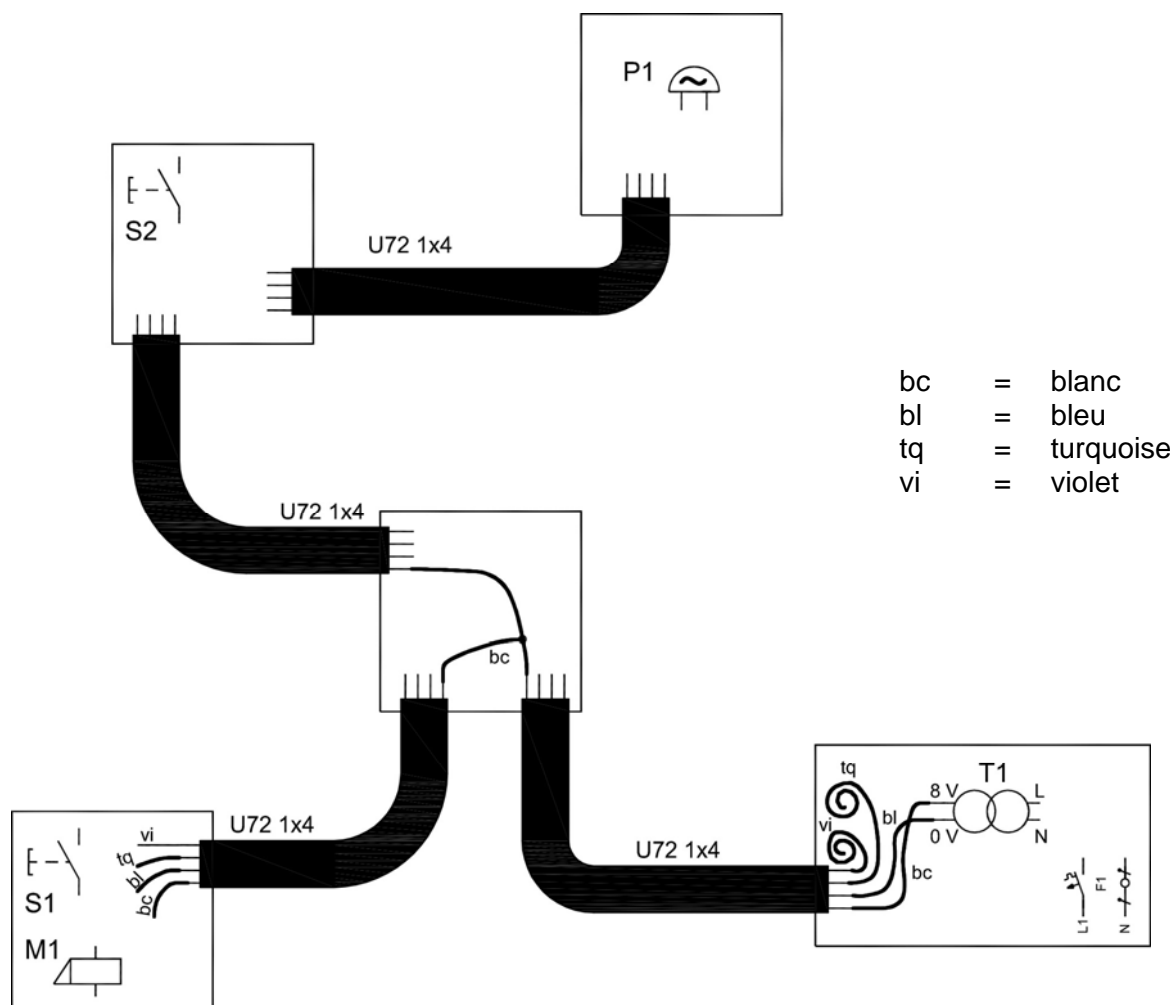 P1
S2
U72 1x4
bc = blanc
bl = bleu
tq = turquoise
vi = violet
U72 1x4
bc
tq
T1
8 V
L
vi
bl
0 V
N
vi
U72 1x4
U72 1x4
tq
bl
bc
bc
S1
F1
L1
N
M1